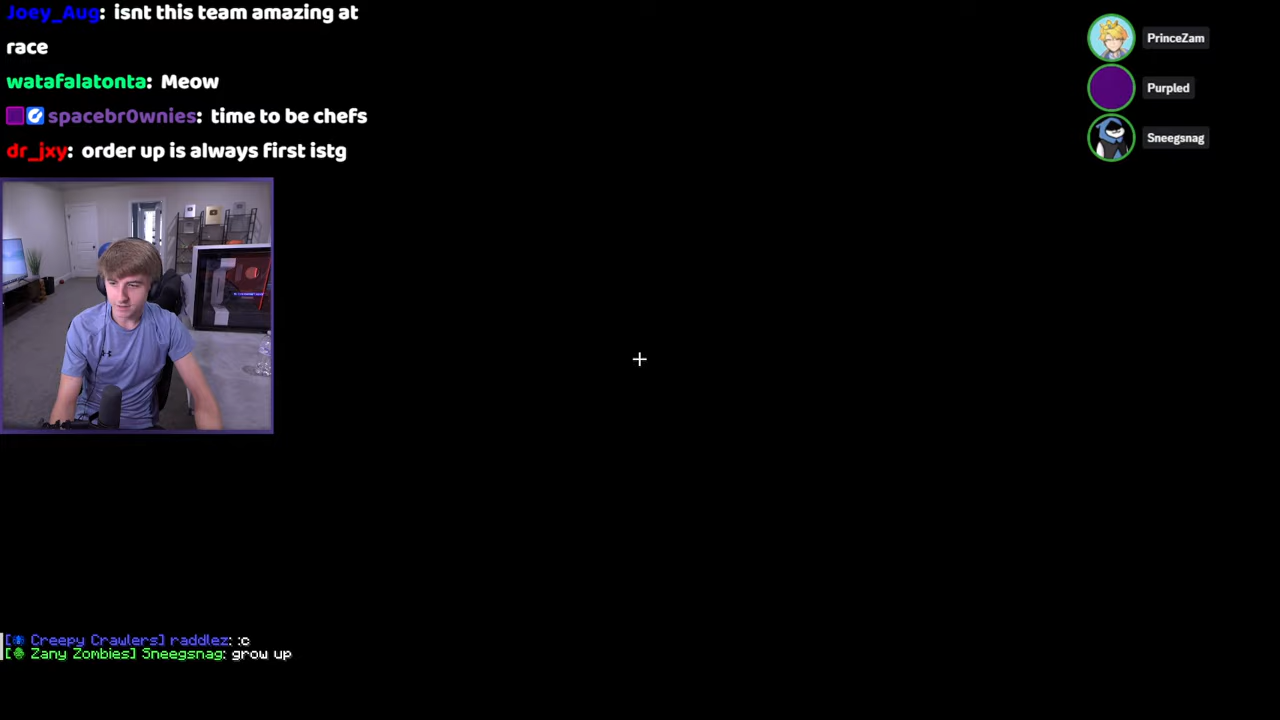 Joey_Aug: isnt this team amazing at
race
watafalatonta: Meow
spacebr0wnies: time to be chefs
dr_jxy: order up is always first istg
PrinceZam
Purpled
Sneegsnag
[ Creepy Crawlers] raddlez: :c
[ Zany Zombies] Sneegsnag: grow up